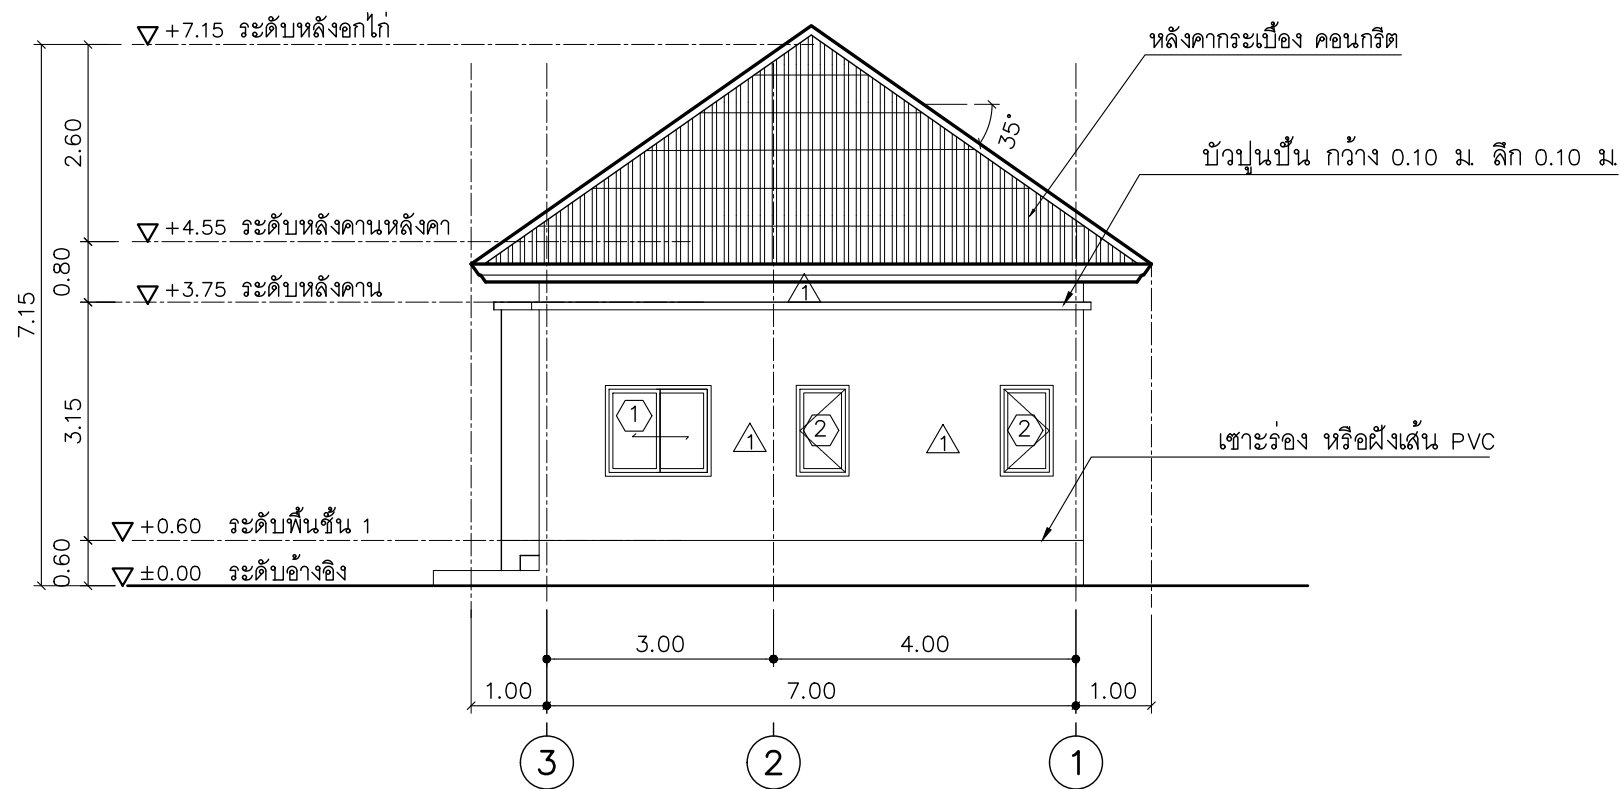 +7.15 ระดับหลังอกไก่
หลังคากระเบื้อง คอนกรีต
35°
2.60
บัวปูนปั้น กว้าง 0.10 ม. ลึก 0.10 ม.
+4.55 ระดับหลังคานหลังคา
0.80
+3.75 ระดับหลังคาน
1
7.15
3.15
1
1
2
1
2
เซาะร่อง หรือฝังเส้น PVC
+0.60 ระดับพื้นชั้น 1
0.60
±0.00 ระดับอ้างอิง
3.00
4.00
1.00
7.00
1.00
3
2
1